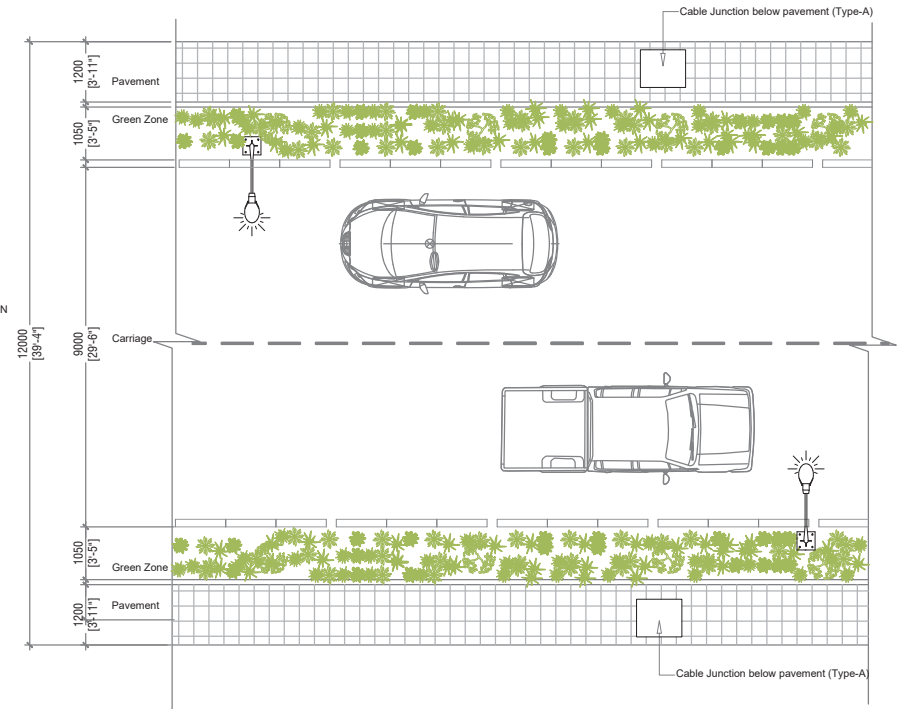 Cable Junction below pavement (Type-A)
1200
[3'-11"]
Pavement
1050
[3'-5"]
Green Zone
N
12000
[39'-4"]
9000
[29'-6"]
Carriage
1050
[3'-5"]
Green Zone
1200
[3'-11"]
Pavement
Cable Junction below pavement (Type-A)